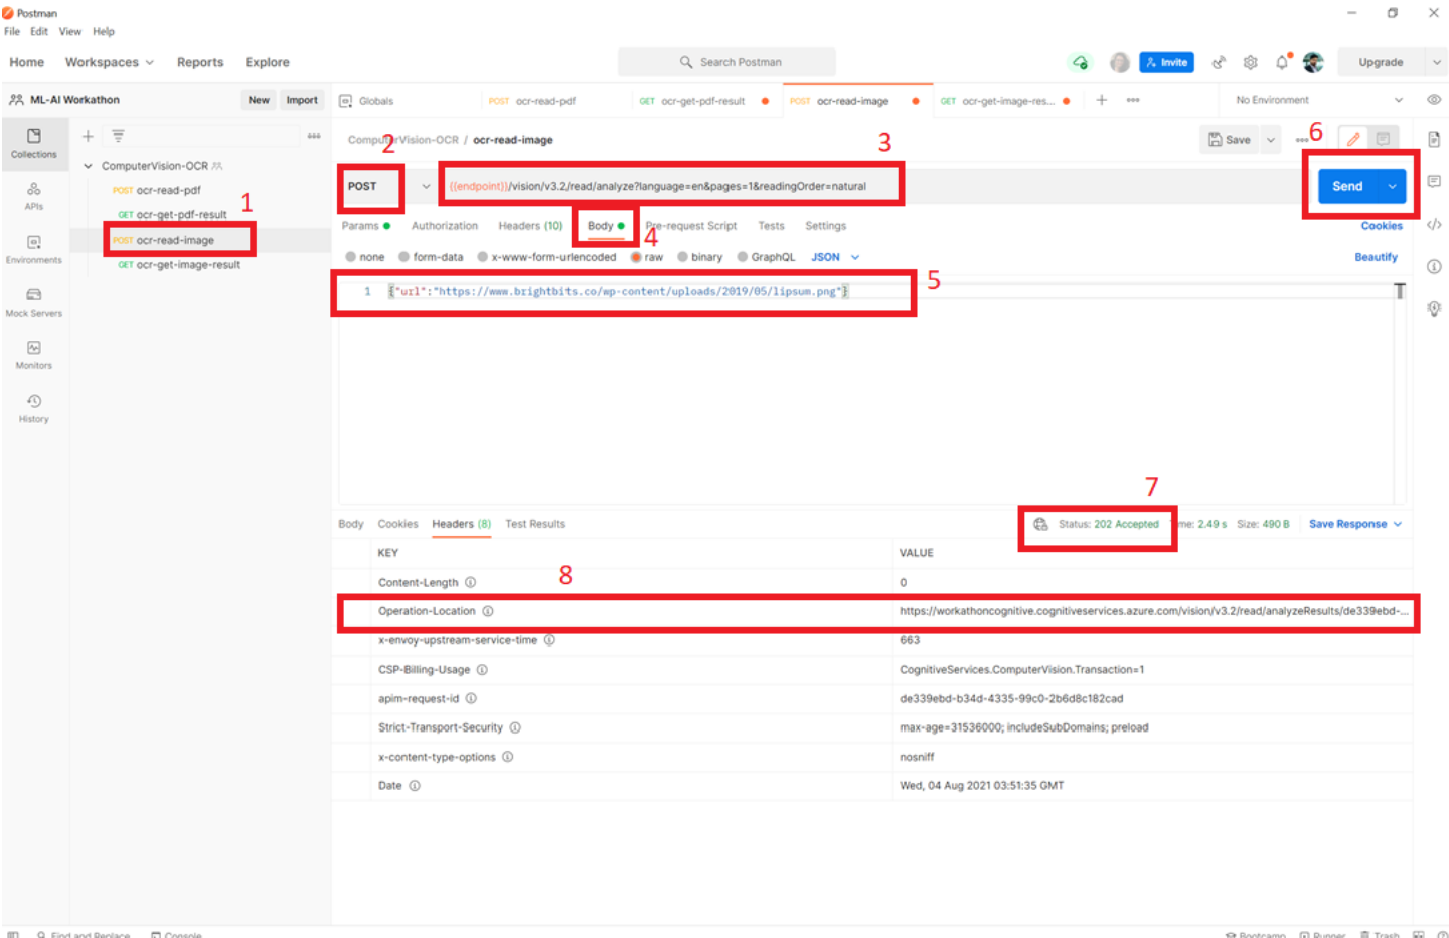 Postman
File Edit View Help
Home Workspaces Reports Explore
Search Postman
Invite
Upgrade
ML-AI Workathon
New Import
Globals
POST ocr-read-pdf
GET ocr-get-pdf-result
POST ocr-read-image
GET ocr-get-image-res...
No Environment
Collections
ComputerVision-OCR / ocr-read-image
2
3
Save
6
ComputerVision-OCR
POST ocr-read-pdf
POST
{{endpoint}}/vision/v3.2/read/analyze?language=en&pages=1&readingOrder=natural
Send
APIs
GET ocr-get-pdf-result
1
Params Authorization Headers (10) Body Pre-request Script Tests Settings
Cookies
4
POST ocr-read-image
Environments
GET ocr-get-image-result
none form-data x-www-form-urlencoded raw binary GraphQL JSON
Beautify
5
1 {"url":"https://www.brightbits.co/wp-content/uploads/2019/05/lipsum.png"}
Mock Servers
Monitors
History
7
Body Cookies Headers (8) Test Results
Status: 202 Accepted
2.49 s Size: 490 B Save Response
KEY VALUE
8
Content-Length 0
Operation-Location https://workathoncognitive.cognitiveservices.azure.com/vision/v3.2/read/analyzeResults/de339ebd-...
x-envoy-upstream-service-time 663
CSP-Billing-Usage CognitiveServices.ComputerVision.Transaction=1
apim-request-id de339ebd-b34d-4335-99c0-2b6d8c182cad
Strict-Transport-Security max-age=31536000; includeSubDomains; preload
x-content-type-options nosniff
Date Wed, 04 Aug 2021 03:51:35 GMT
Find and Replace Console
Bootcamp Runner Trash